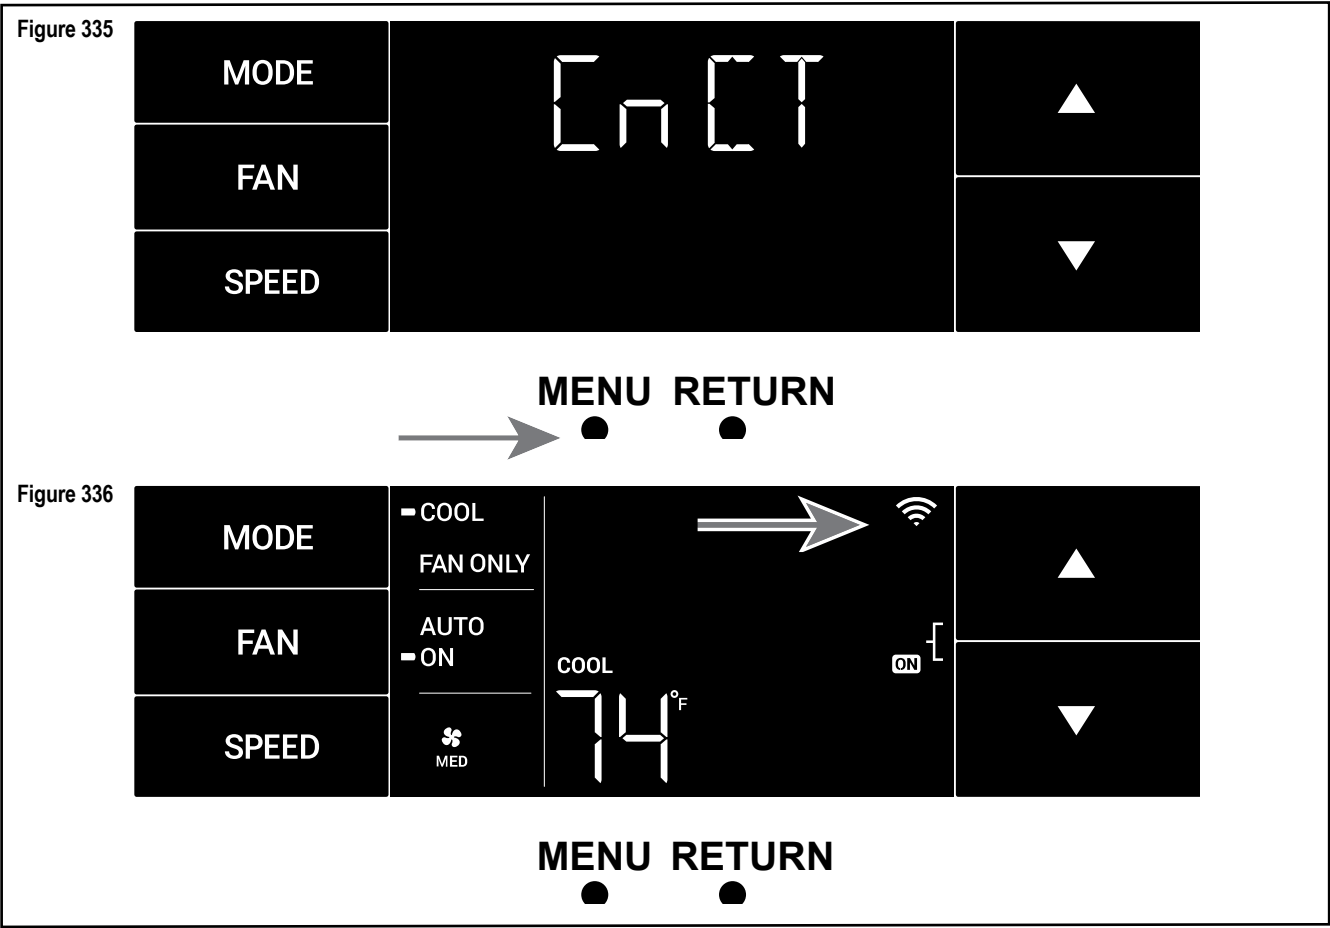 Figure 335
MODE
FAN
SPEED
CnCT
MENU RETURN
Figure 336
MODE
FAN
SPEED
COOL
FAN ONLY
AUTO
ON
MED
COOL
74°F
ON
MENU RETURN